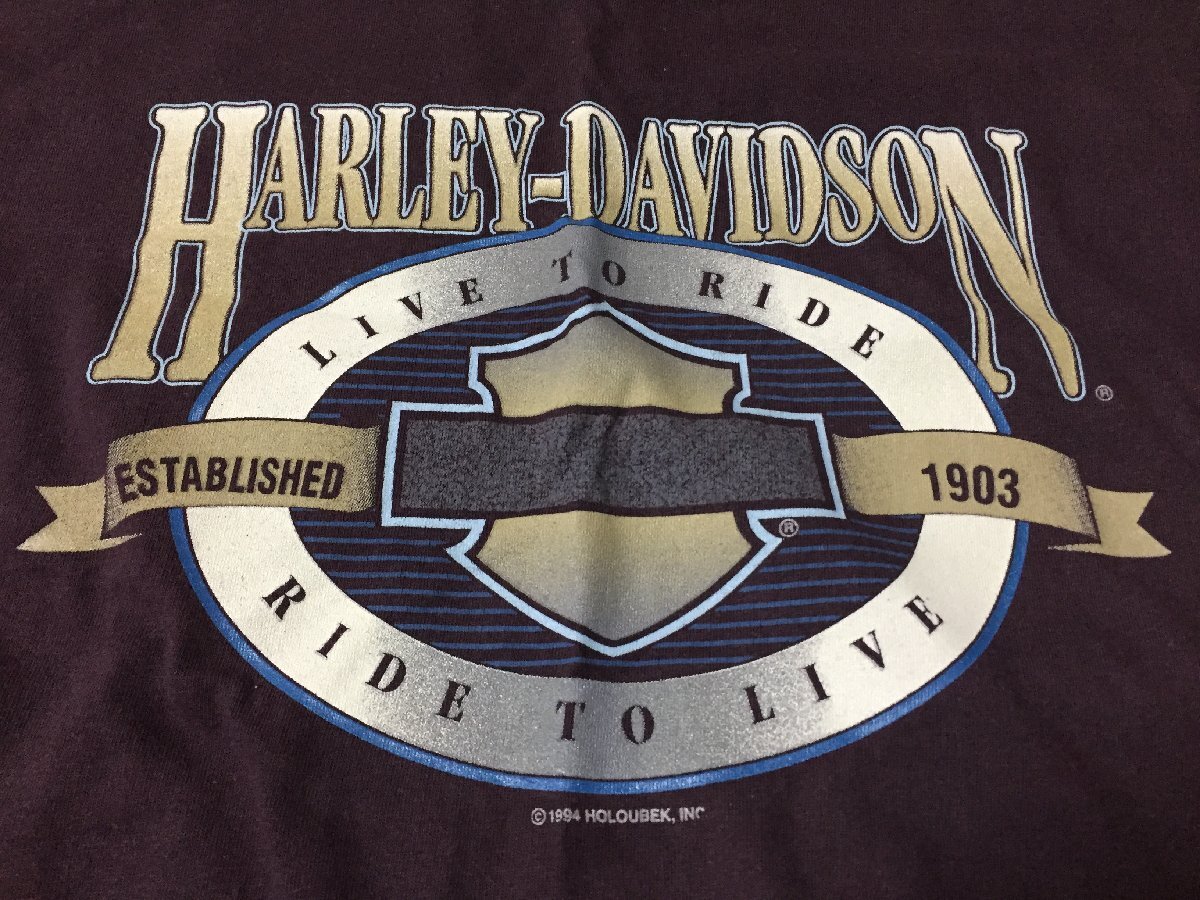 HARLEY-DAVIDSON®
LIVE TO RIDE
ESTABLISHED 1903
®
RIDE TO LIVE
©1994 HOLOUBEK, INC